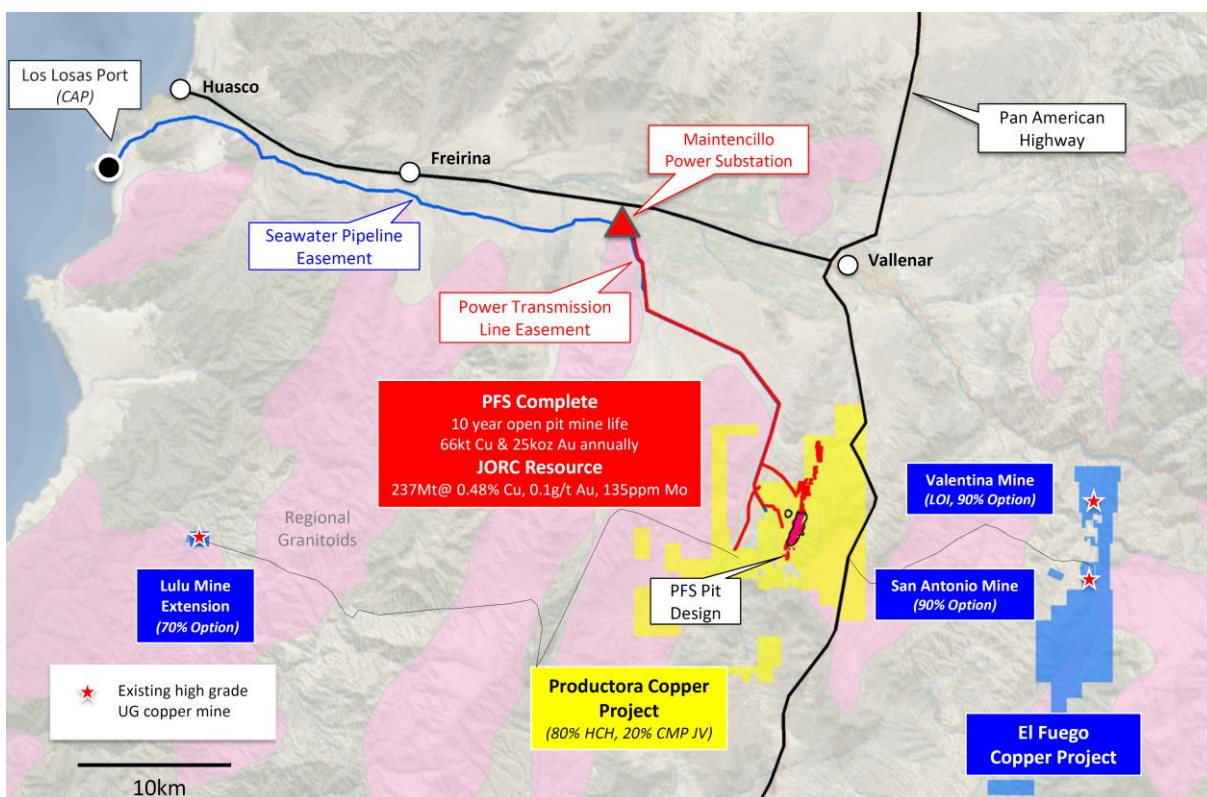 Los Losas Port
(CAP)
Huasco
Freirina
Maintencillo
Power Substation
Pan American
Highway
Seawater Pipeline
Easement
Vallenar
Power Transmission
Line Easement
PFS Complete
10 year open pit mine life
66kt Cu & 25koz Au annually
JORC Resource
237Mt@ 0.48% Cu, 0.1g/t Au, 135ppm Mo
Valentina Mine
(LOI, 90% Option)
Regional
Granitoids
Lulu Mine
Extension
(70% Option)
PFS Pit
Design
San Antonio Mine
(90% Option)
Existing high grade
UG copper mine
Productora Copper
Project
(80% HCH, 20% CMP JV)
El Fuego
Copper Project
10km